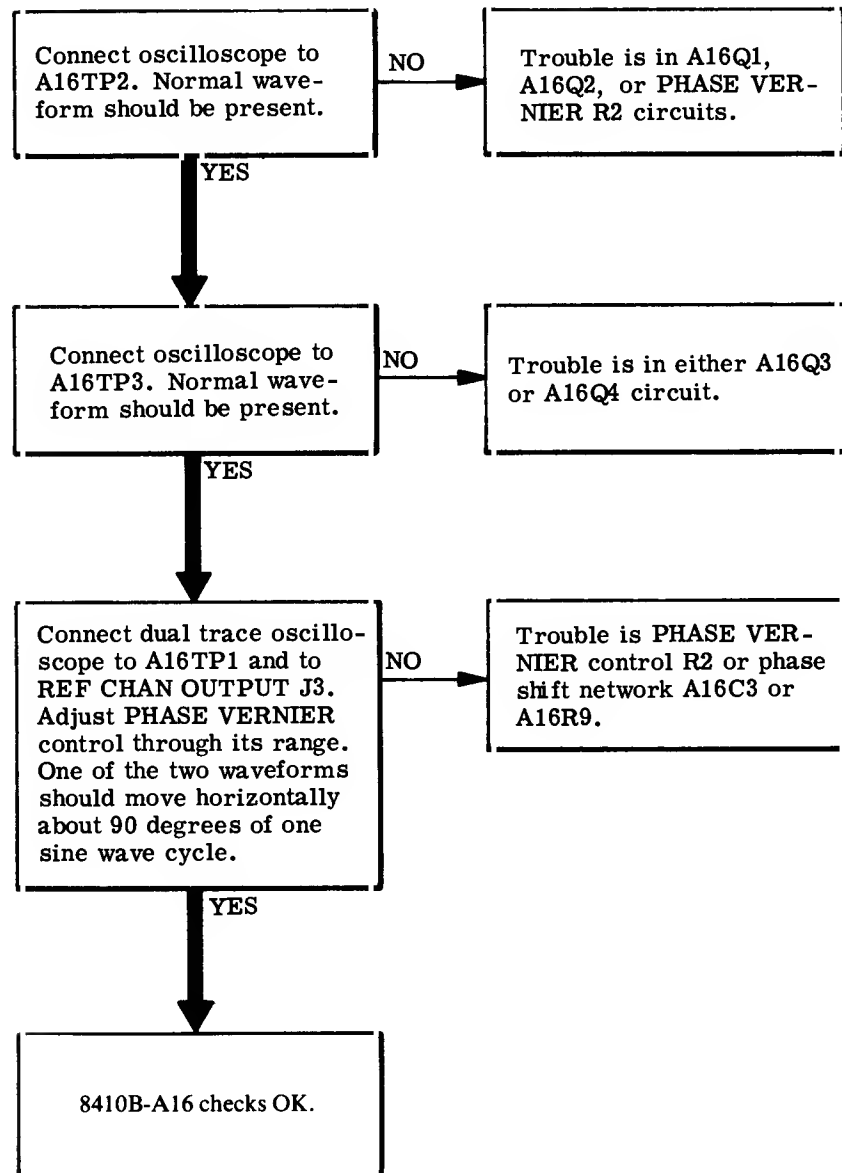 Connect oscilloscope to
A16TP2. Normal wave-
form should be present.
NO
Trouble is in A16Q1,
A16Q2, or PHASE VER-
NIER R2 circuits.
YES
Connect oscilloscope to
A16TP3. Normal wave-
form should be present.
NO
Trouble is in either A16Q3
or A16Q4 circuit.
YES
Connect dual trace oscillo-
scope to A16TP1 and to
REF CHAN OUTPUT J3.
Adjust PHASE VERNIER
control through its range.
One of the two waveforms
should move horizontally
about 90 degrees of one
sine wave cycle.
NO
Trouble is PHASE VER-
NIER control R2 or phase
shift network A16C3 or
A16R9.
YES
8410B-A16 checks OK.